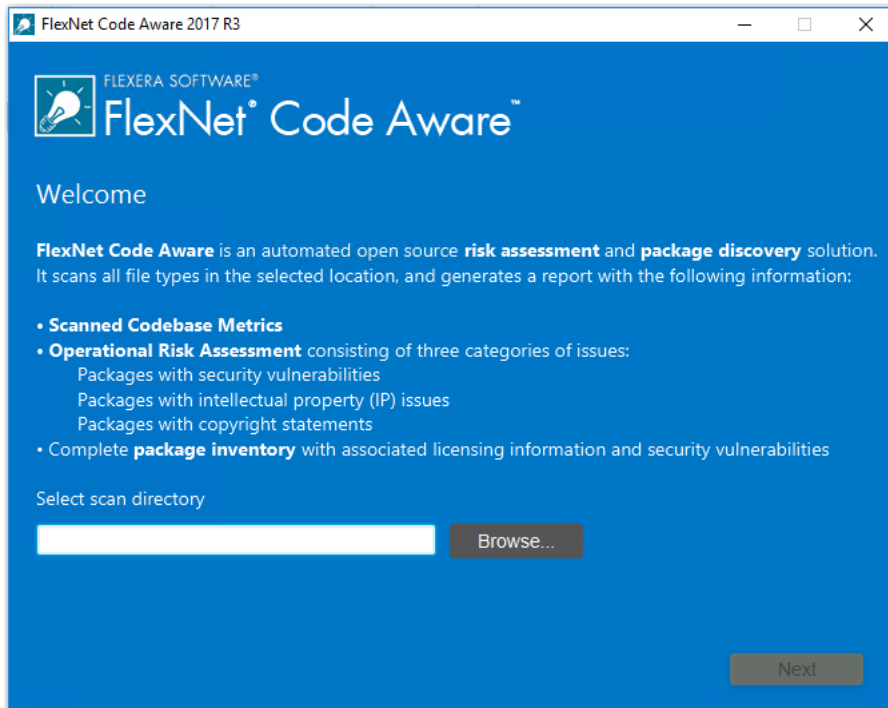 FlexNet Code Aware 2017 R3
FLEXERA SOFTWARE®
FlexNet® Code Aware™
Welcome
FlexNet Code Aware is an automated open source risk assessment and package discovery solution.
It scans all file types in the selected location, and generates a report with the following information:
• Scanned Codebase Metrics
• Operational Risk Assessment consisting of three categories of issues:
Packages with security vulnerabilities
Packages with intellectual property (IP) issues
Packages with copyright statements
• Complete package inventory with associated licensing information and security vulnerabilities
Select scan directory
Browse...
Next